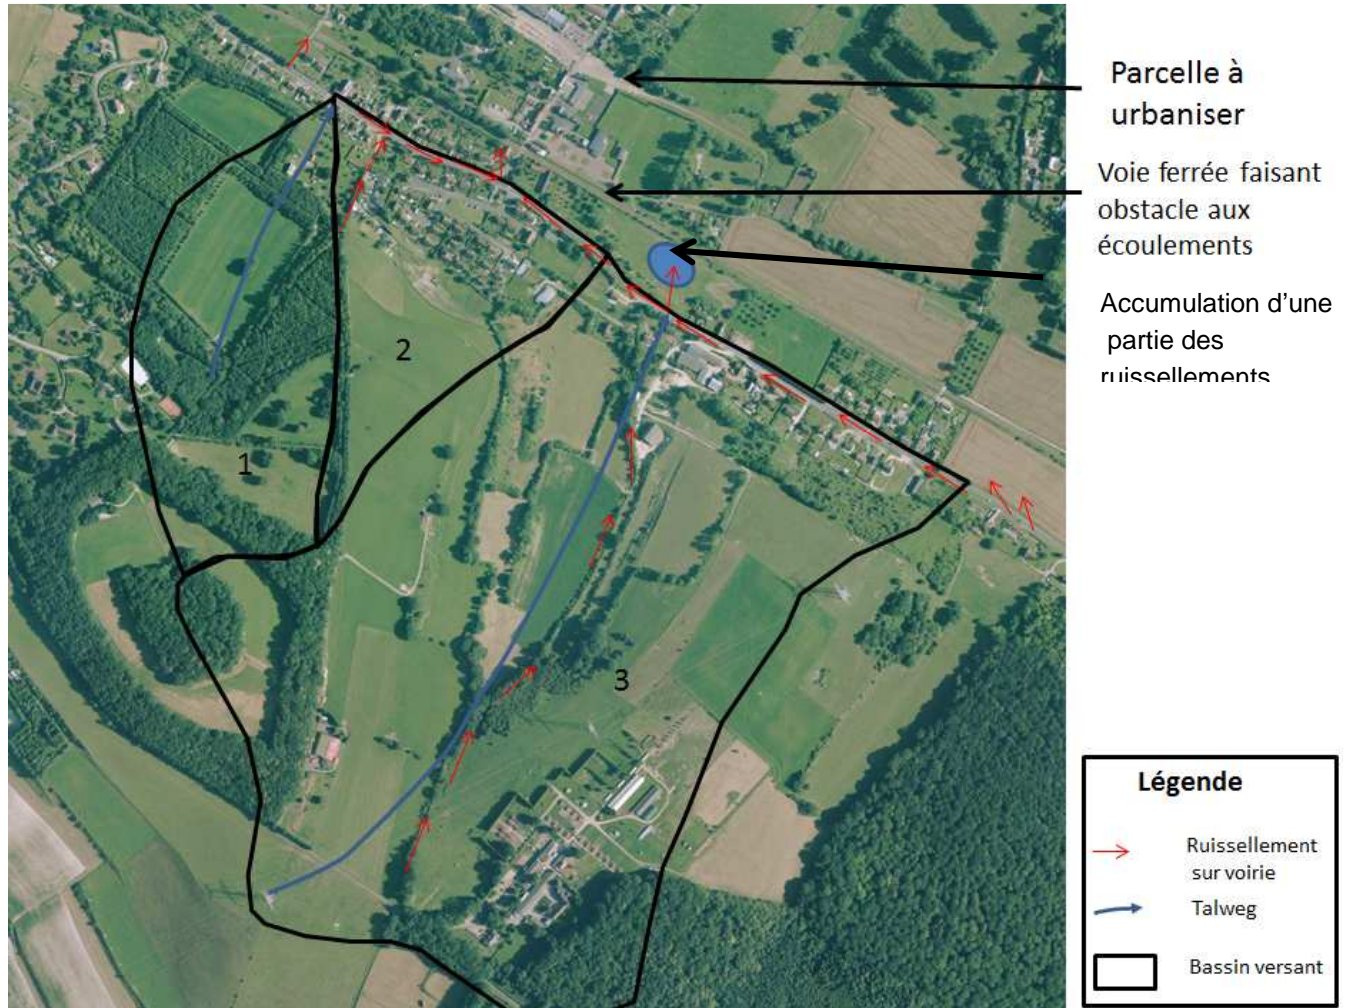 Parcelle à
urbaniser
Voie ferrée faisant
obstacle aux
écoulements
Accumulation d’une
partie des
ruissellements
2
1
3
Légende
Ruissellement
sur voirie
Talweg
Bassin versant